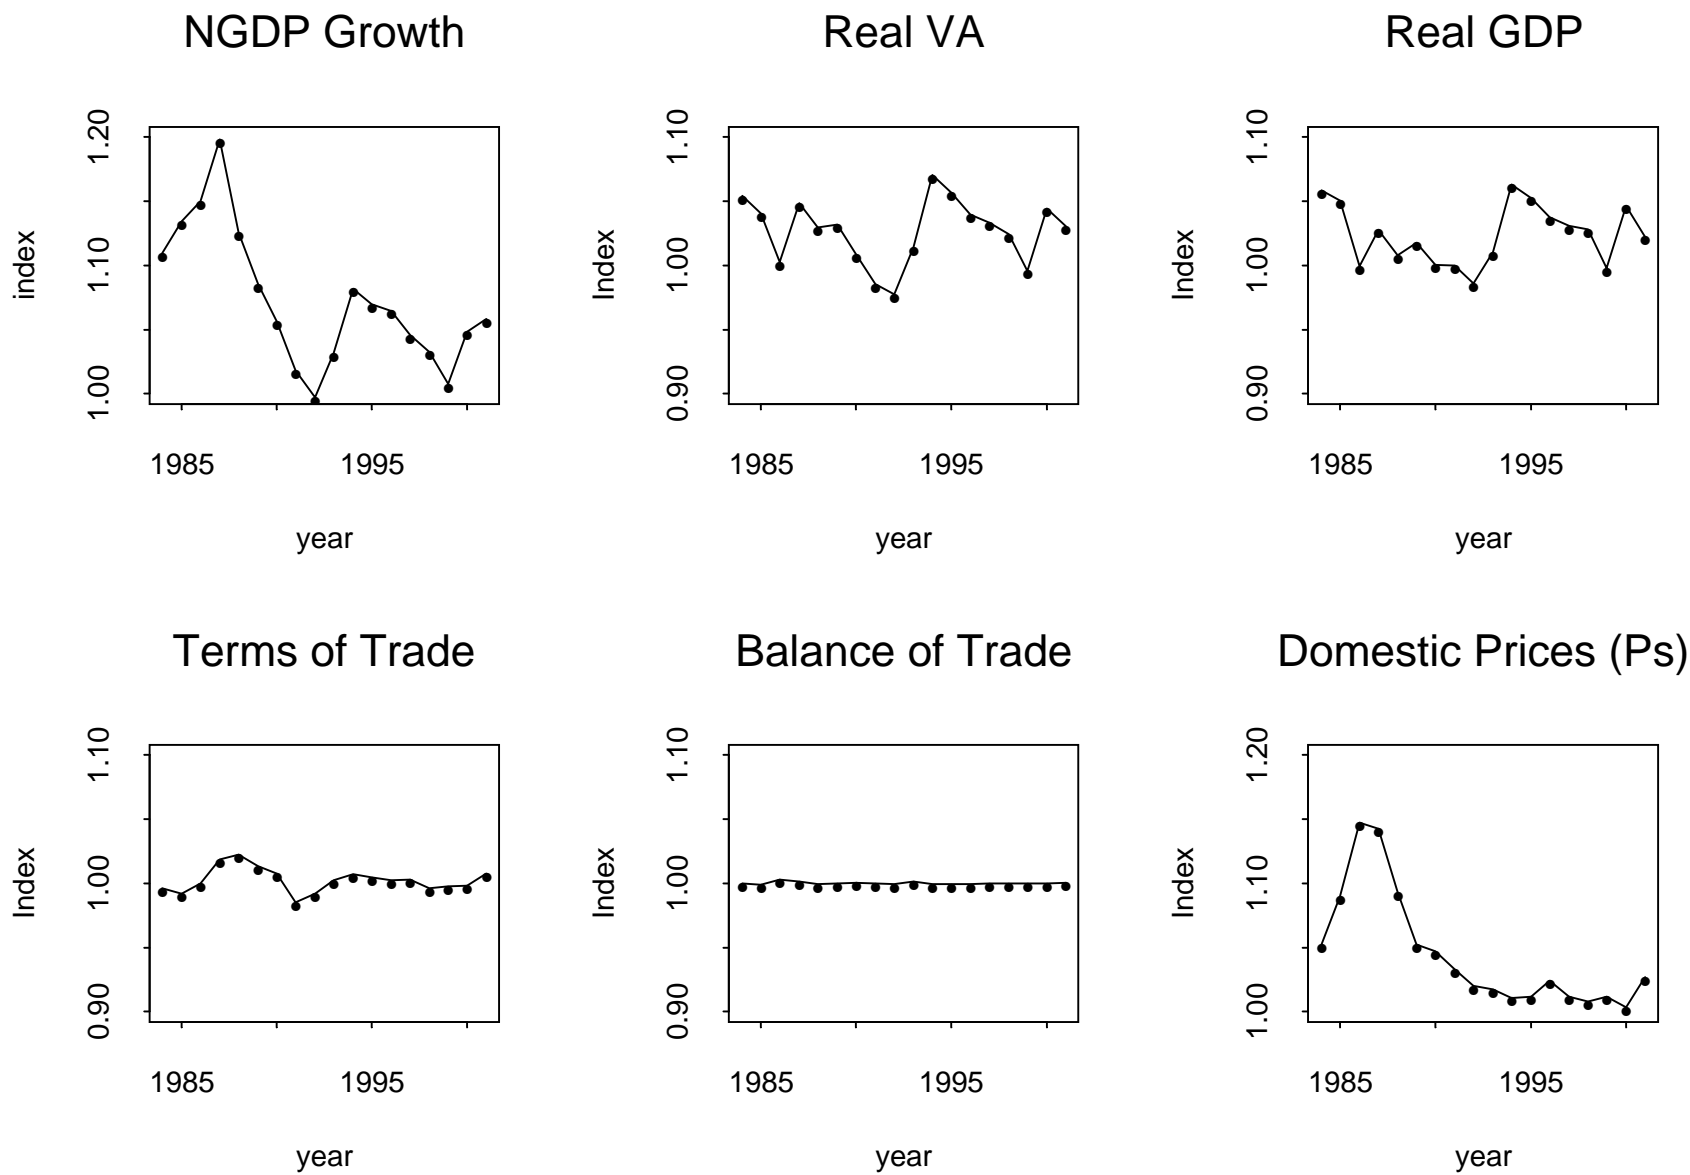 NGDP Growth
index
1.00 1.10 1.20
1985 1995
year
Real VA
Index
0.90 1.00 1.10
1985 1995
year
Real GDP
Index
0.90 1.00 1.10
1985 1995
year
Terms of Trade
Index
0.90 1.00 1.10
1985 1995
year
Balance of Trade
Index
0.90 1.00 1.10
1985 1995
year
Domestic Prices (Ps)
Index
1.00 1.10 1.20
1985 1995
year